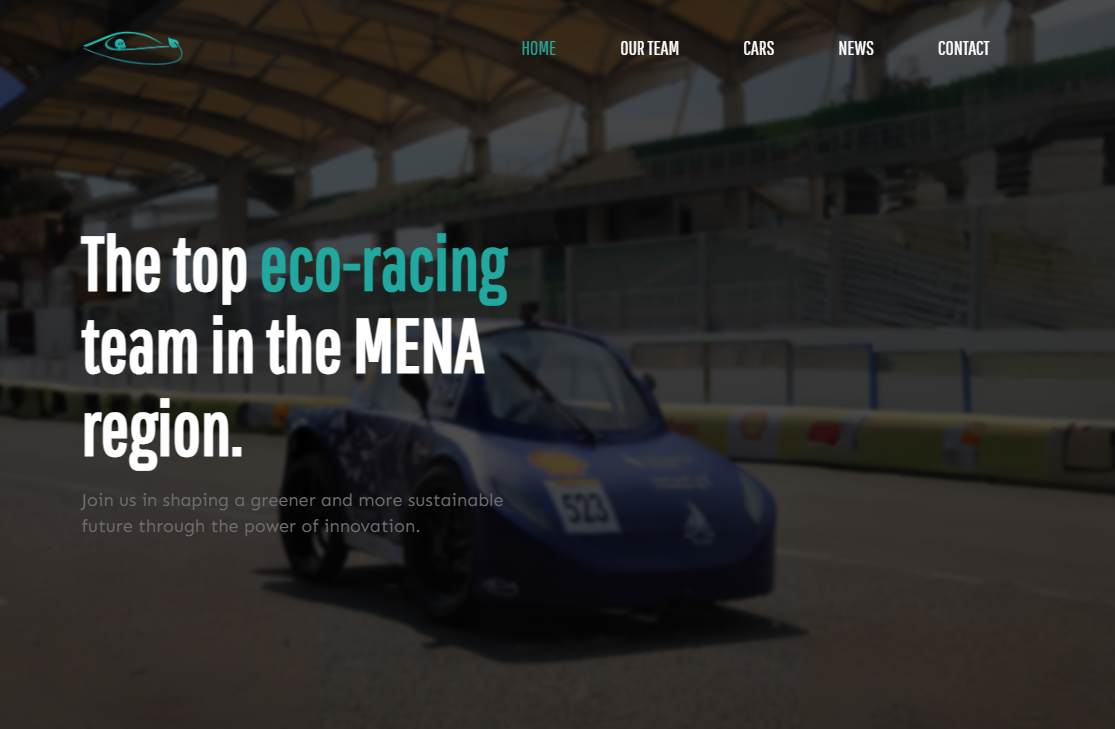 HOME OUR TEAM CARS NEWS CONTACT
The top eco-racing
team in the MENA
region.
Join us in shaping a greener and more sustainable
future through the power of innovation.
523